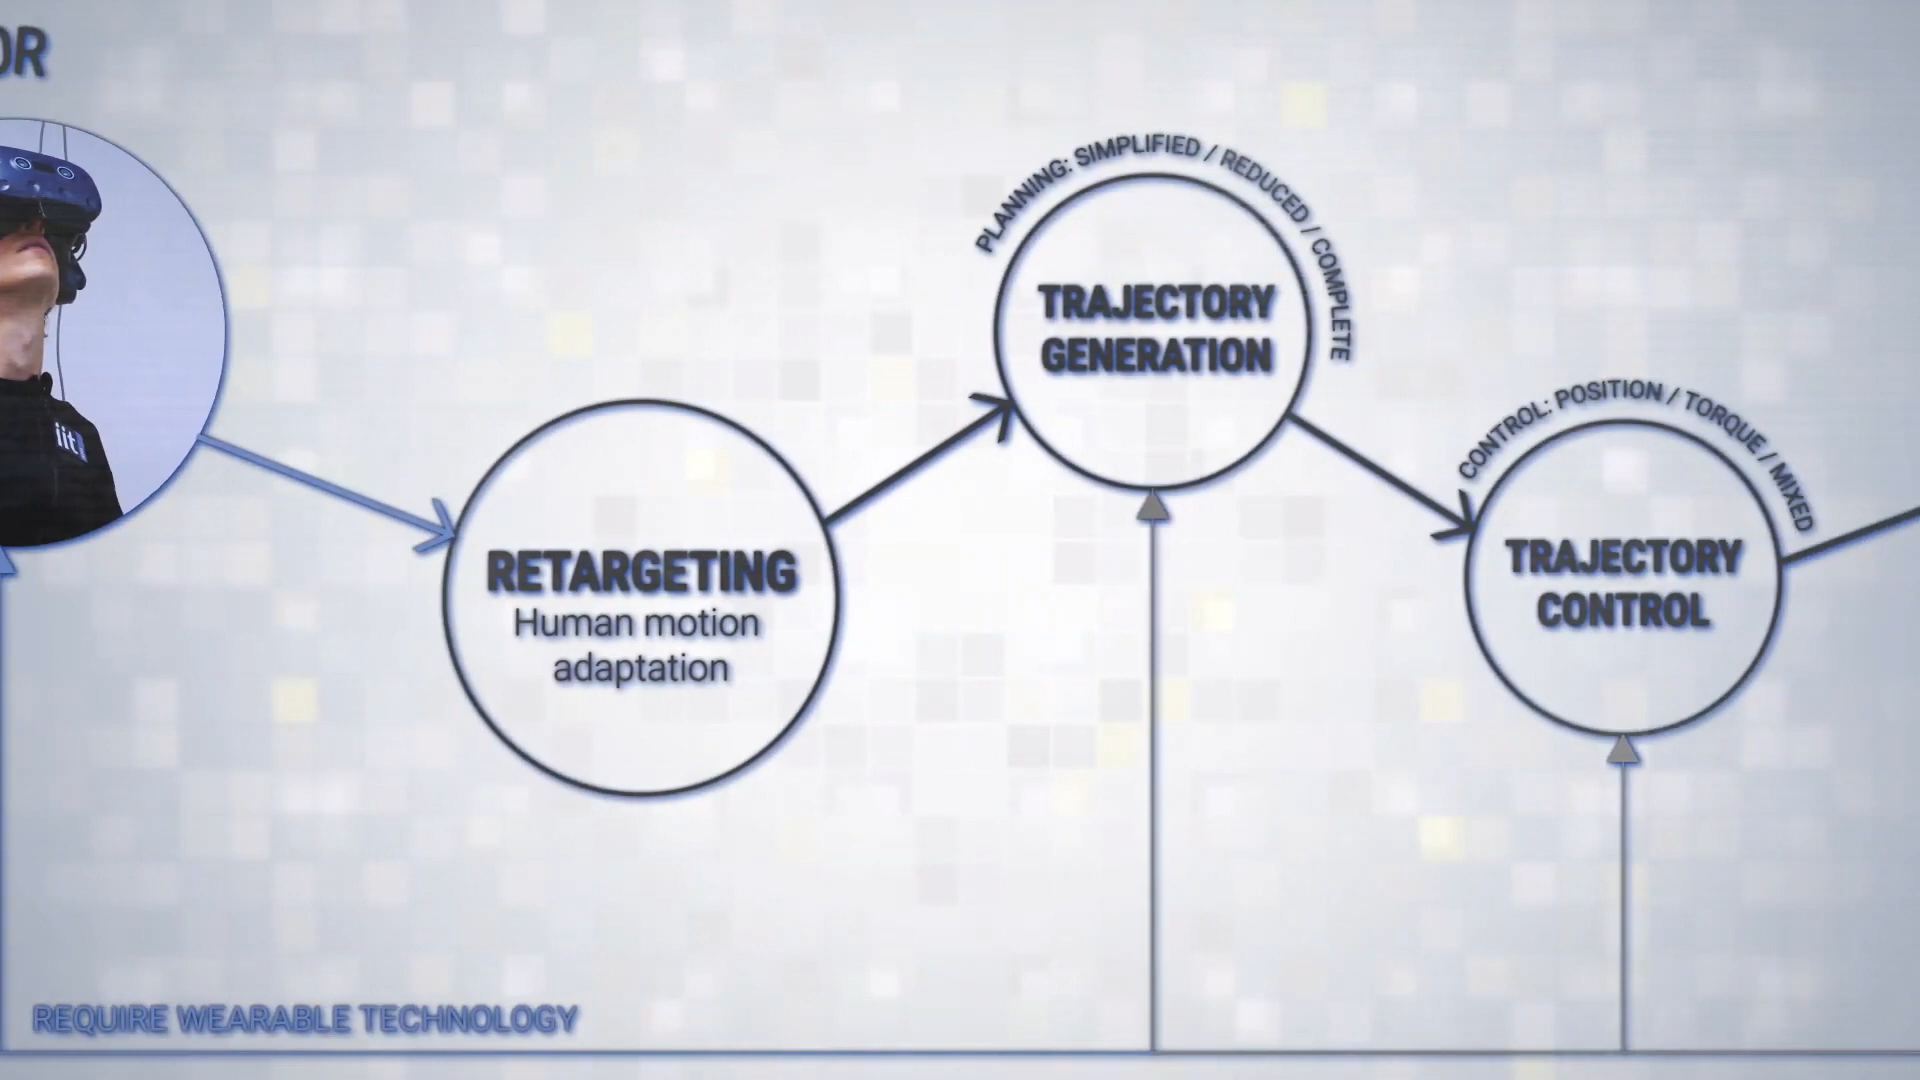 OR
iit
RETARGETING
Human motion
adaptation
PLANNING: SIMPLIFIED / REDUCED / COMPLETE
TRAJECTORY
GENERATION
CONTROL: POSITION / TORQUE / MIXED
TRAJECTORY
CONTROL
REQUIRE WEARABLE TECHNOLOGY